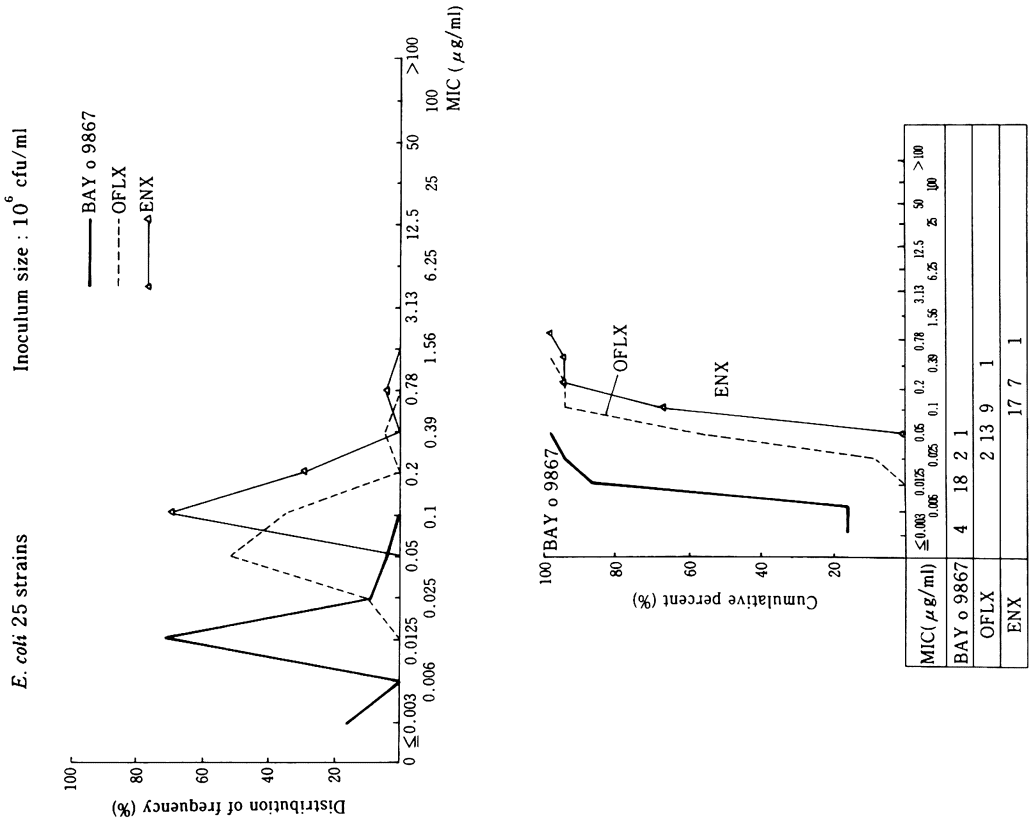 E. coli 25 strains
Inoculum size : 10⁶ cfu/ml
BAY o 9867
OFLX
ENX
100
80
60
40
20
Distribution of frequency (%)
0 ≦0.003 0.006 0.0125 0.025 0.05 0.1 0.2 0.39 0.78 1.56 3.13 6.25 12.5 25 50 100 >100
MIC (μg/ml)
100
80
60
40
20
Cumulative percent (%)
BAY o 9867
OFLX
ENX
MIC(μg/ml) ≦0.003 0.006 0.0125 0.025 0.05 0.1 0.2 0.39 0.78 1.56 3.13 6.25 12.5 25 50 100 >100
BAY o 9867 4 18 2 1
OFLX 2 13 9 1
ENX 17 7 1